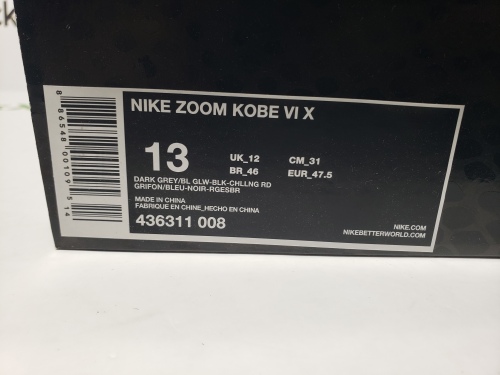 NIKE ZOOM KOBE VI X
13
UK_12 CM_31
BR_46 EUR_47.5
DARK GREY/BL GLW-BLK-CHLLNG RD
GRIFON/BLEU-NOIR-RGESBR
MADE IN CHINA
FABRIQUE EN CHINE_HECHO EN CHINA
436311 008
NIKE.COM
NIKEBETTERWORLD.COM